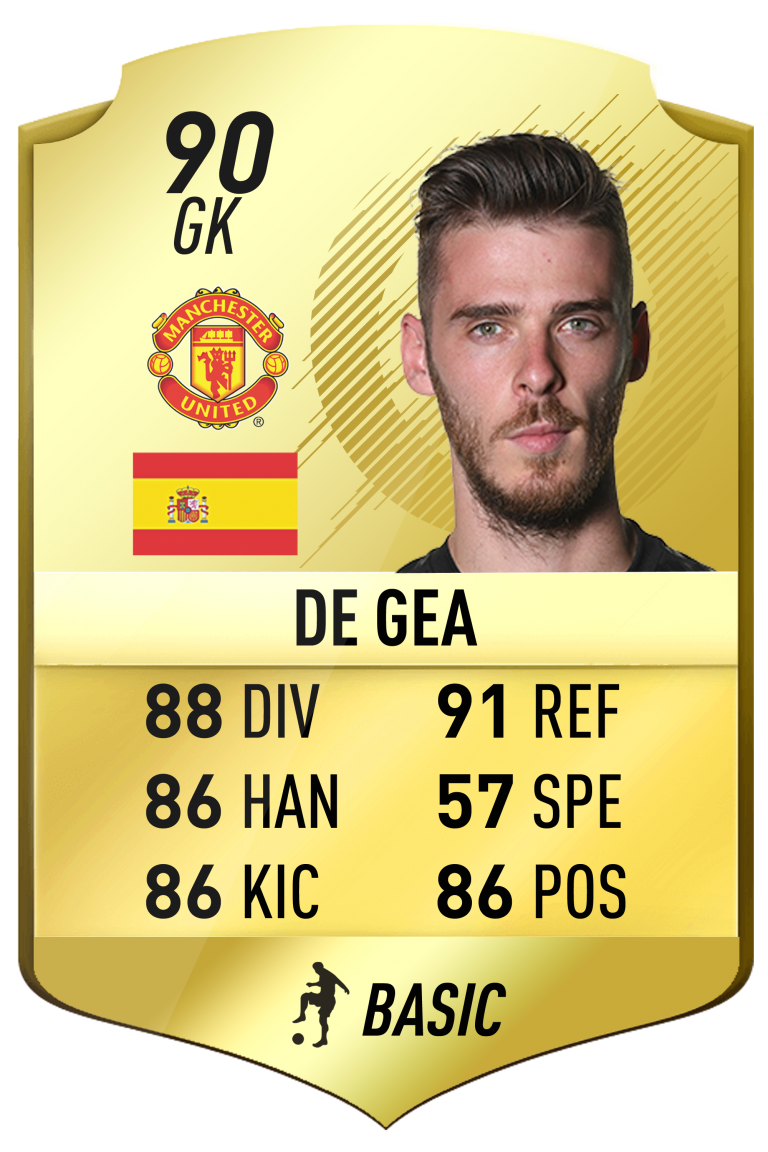 90
GK
MANCHESTER
UNITED
®
DE GEA
88 DIV 91 REF
86 HAN 57 SPE
86 KIC 86 POS
BASIC